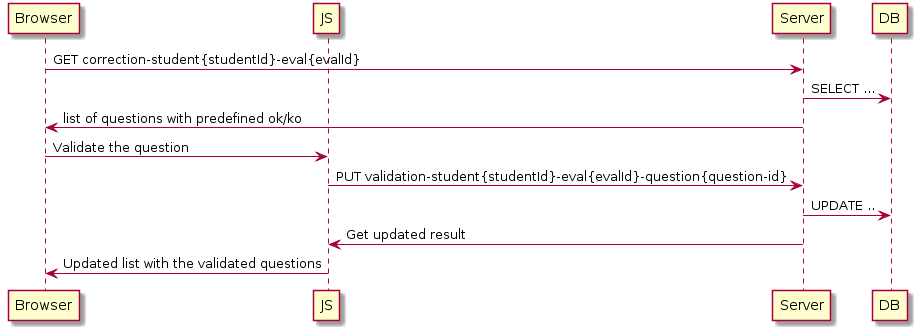 Browser
JS
Server
DB
GET correction-student{studentId}-eval{evalId}
SELECT ...
list of questions with predefined ok/ko
Validate the question
PUT validation-student{studentId}-eval{evalId}-question{question-id}
UPDATE ..
Get updated result
Updated list with the validated questions
Browser
JS
Server
DB